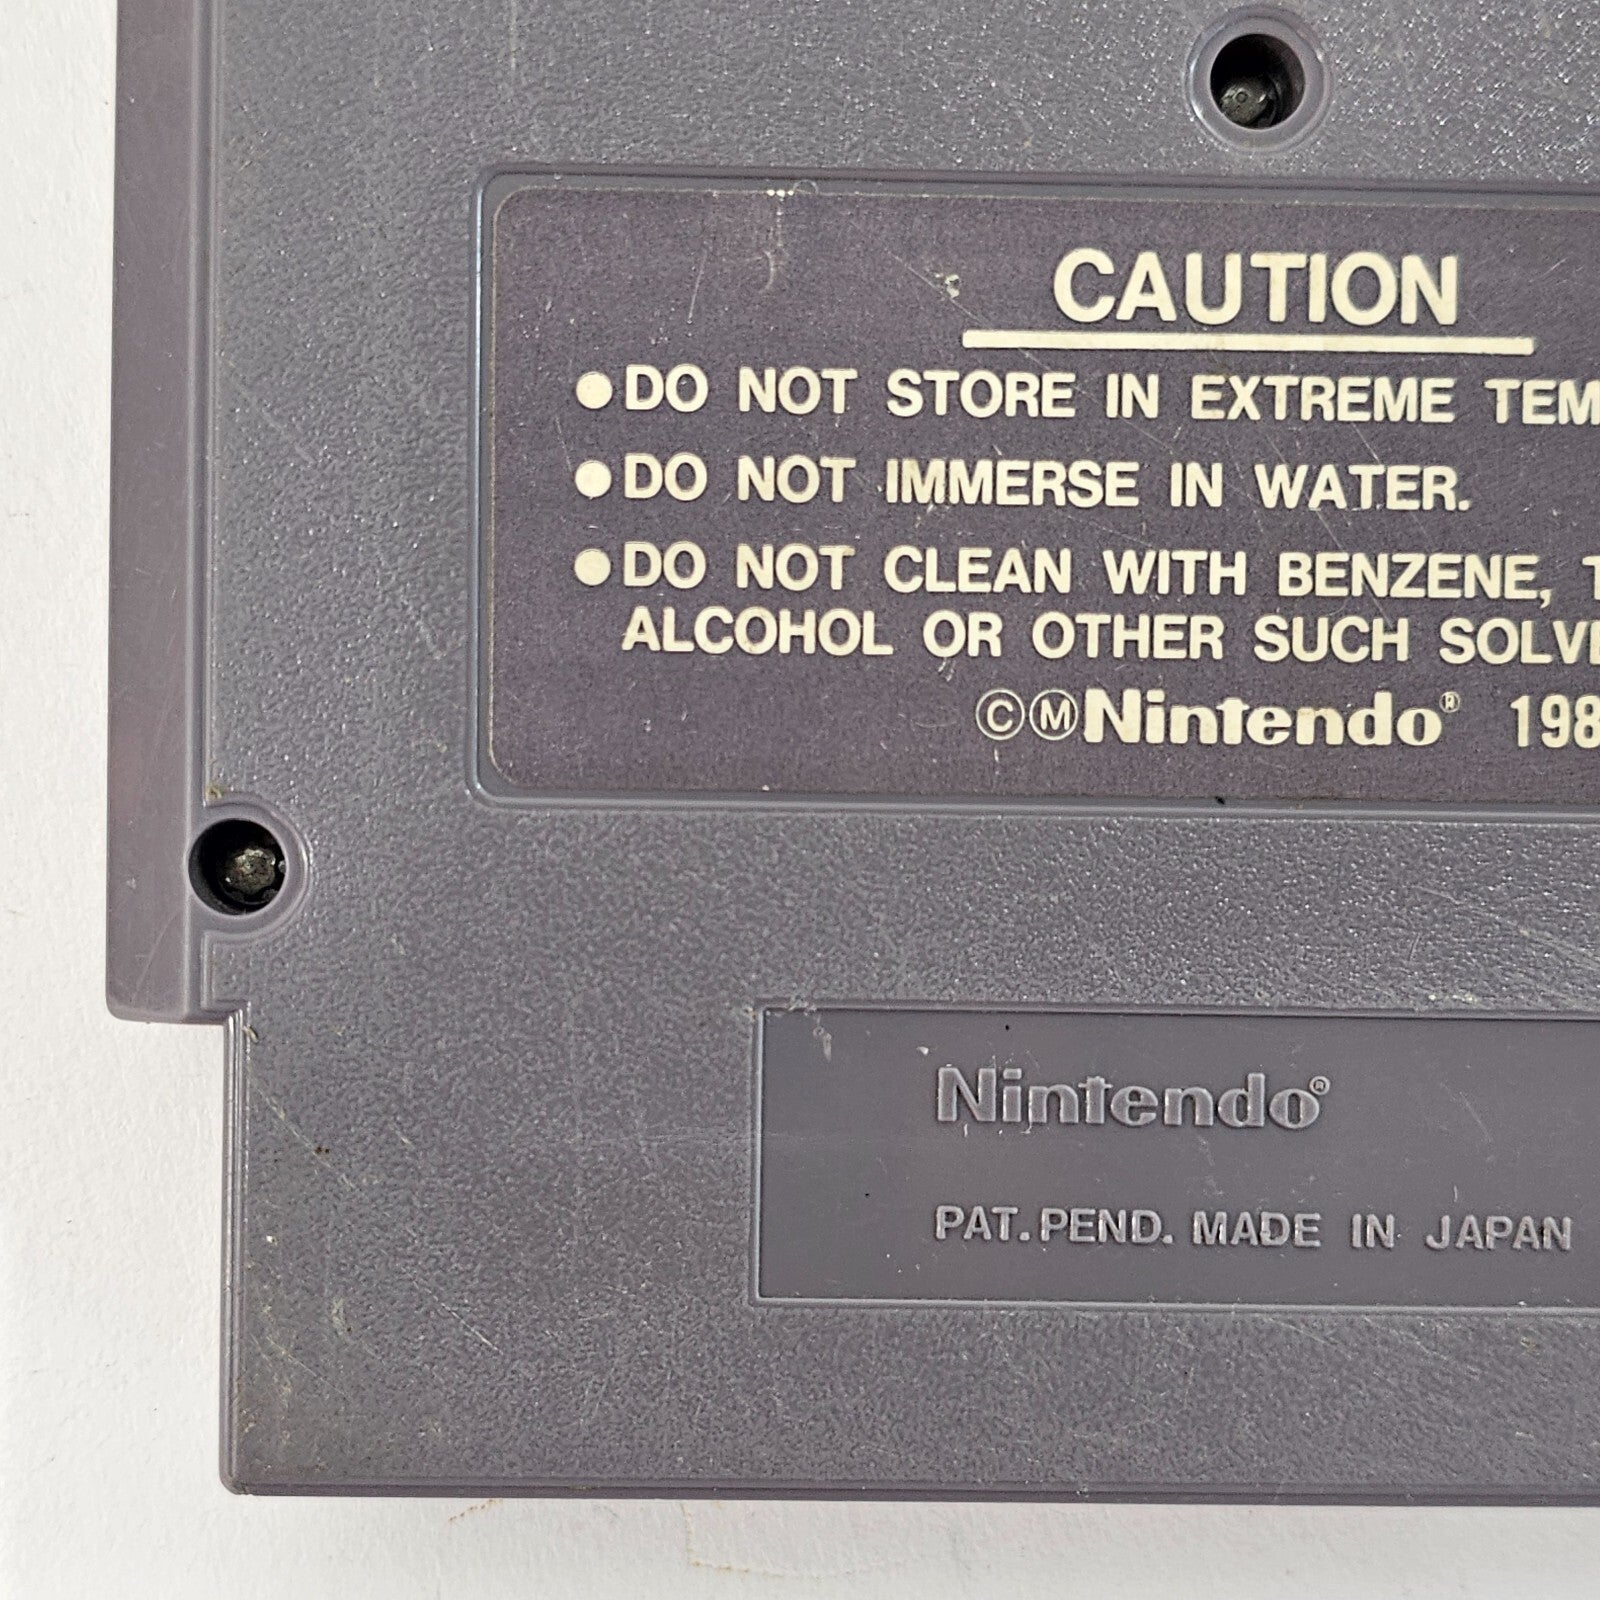 CAUTION
●DO NOT STORE IN EXTREME TEM
●DO NOT IMMERSE IN WATER.
●DO NOT CLEAN WITH BENZENE, T
ALCOHOL OR OTHER SUCH SOLVE
©ⓂNintendo® 198
Nintendo®
PAT. PEND. MADE IN JAPAN